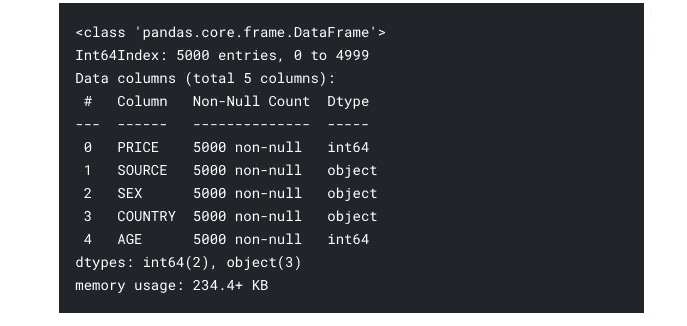 <class 'pandas.core.frame.DataFrame'>
Int64Index: 5000 entries, 0 to 4999
Data columns (total 5 columns):
 #   Column   Non-Null Count  Dtype
---  ------   --------------  -----
 0   PRICE    5000 non-null   int64
 1   SOURCE   5000 non-null   object
 2   SEX      5000 non-null   object
 3   COUNTRY  5000 non-null   object
 4   AGE      5000 non-null   int64
dtypes: int64(2), object(3)
memory usage: 234.4+ KB